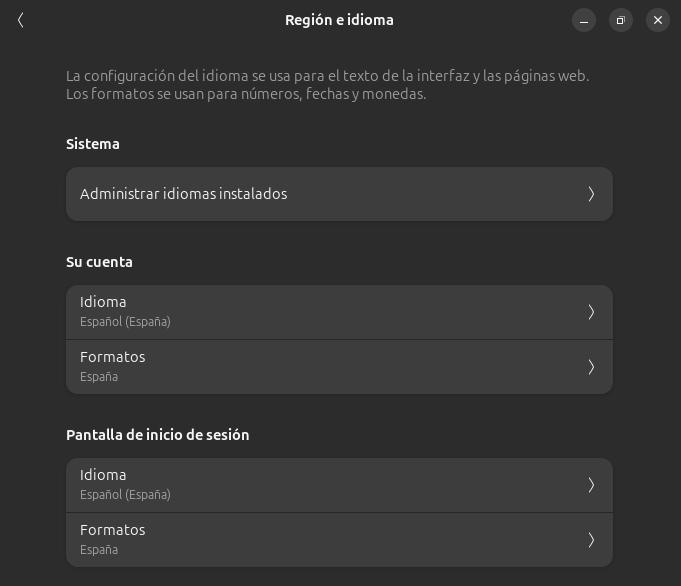 Región e idioma
La configuración del idioma se usa para el texto de la interfaz y las páginas web.
Los formatos se usan para números, fechas y monedas.
Sistema
Administrar idiomas instalados
Su cuenta
Idioma
Español (España)
Formatos
España
Pantalla de inicio de sesión
Idioma
Español (España)
Formatos
España